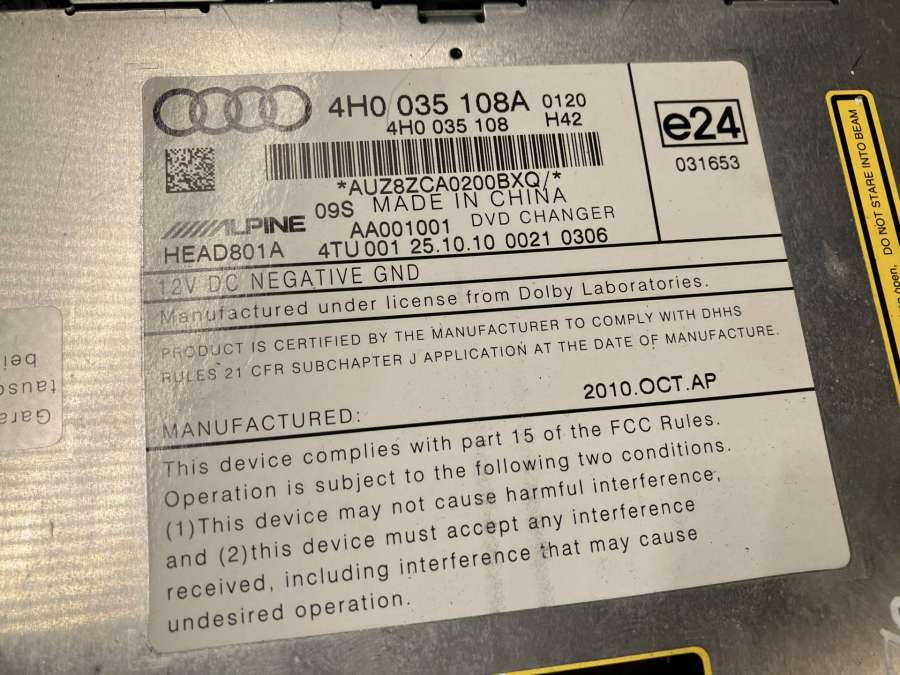 4H0 035 108A 0120
4H0 035 108 H42
e24
031653
*AUZ8ZCA0200BXQ/*
09S MADE IN CHINA
ALPINE AA001001 DVD CHANGER
HEAD801A 4TU001 25.10.10 0021 0306
12V DC NEGATIVE GND
Manufactured under license from Dolby Laboratories.
PRODUCT IS CERTIFIED BY THE MANUFACTURER TO COMPLY WITH DHHS
RULES 21 CFR SUBCHAPTER J APPLICATION AT THE DATE OF MANUFACTURE.
2010.OCT.AP
MANUFACTURED:
This device complies with part 15 of the FCC Rules.
Operation is subject to the following two conditions.
(1)This device may not cause harmful interference,
and (2)this device must accept any interference
received, including interference that may cause
undesired operation.
DO NOT STARE INTO BEAM
open,
Gara
tausc
bei